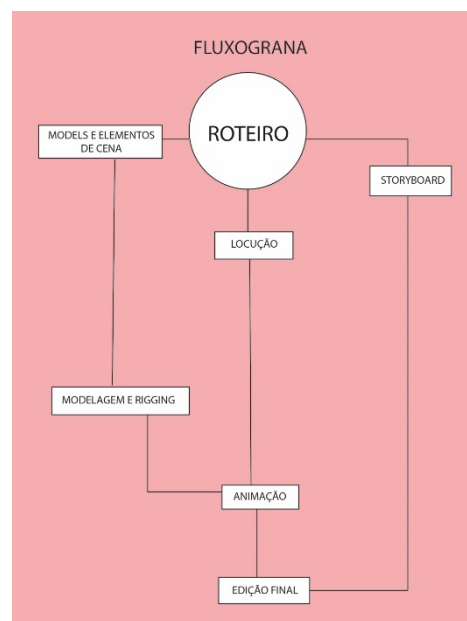 FLUXOGRANA
ROTEIRO
MODELS E ELEMENTOS
DE CENA
STORYBOARD
LOCUÇÃO
MODELAGEM E RIGGING
ANIMAÇÃO
EDIÇÃO FINAL